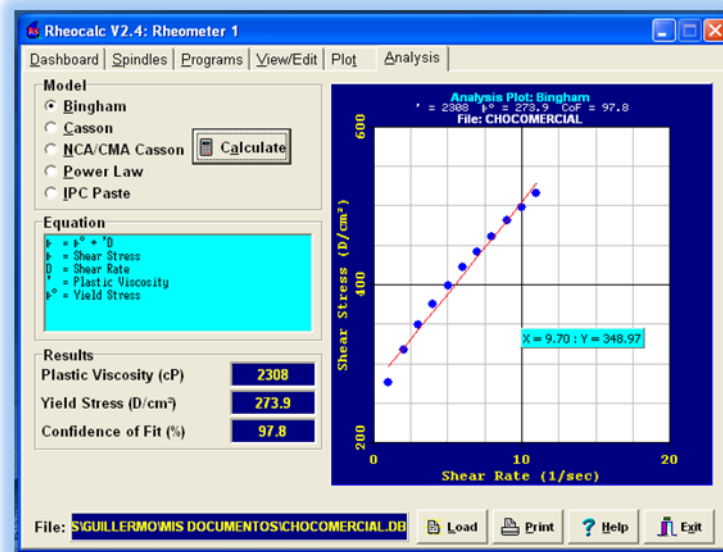 Rheocalc V2.4: Rheometer 1
Dashboard Spindles Programs View/Edit Plot Analysis
Model
Bingham
Casson
NCA/CMA Casson
Power Law
IPC Paste
Calculate
Equation
þ = þ° + 'D
þ = Shear Stress
D = Shear Rate
' = Plastic Viscosity
þ° = Yield Stress
Results
Plastic Viscosity (cP) 2308
Yield Stress (D/cm²) 273.9
Confidence of Fit (%) 97.8
Analysis Plot: Bingham
' = 2308 þ° = 273.9 CoF = 97.8
File: CHOCOMERCIAL
600
400
200
Shear Stress (D/cm²)
X = 9.70 : Y = 348.97
0 10 20
Shear Rate (1/sec)
File: S\GUILLERMO\MIS DOCUMENTOS\CHOCOMERCIAL.DB
Load Print Help Exit